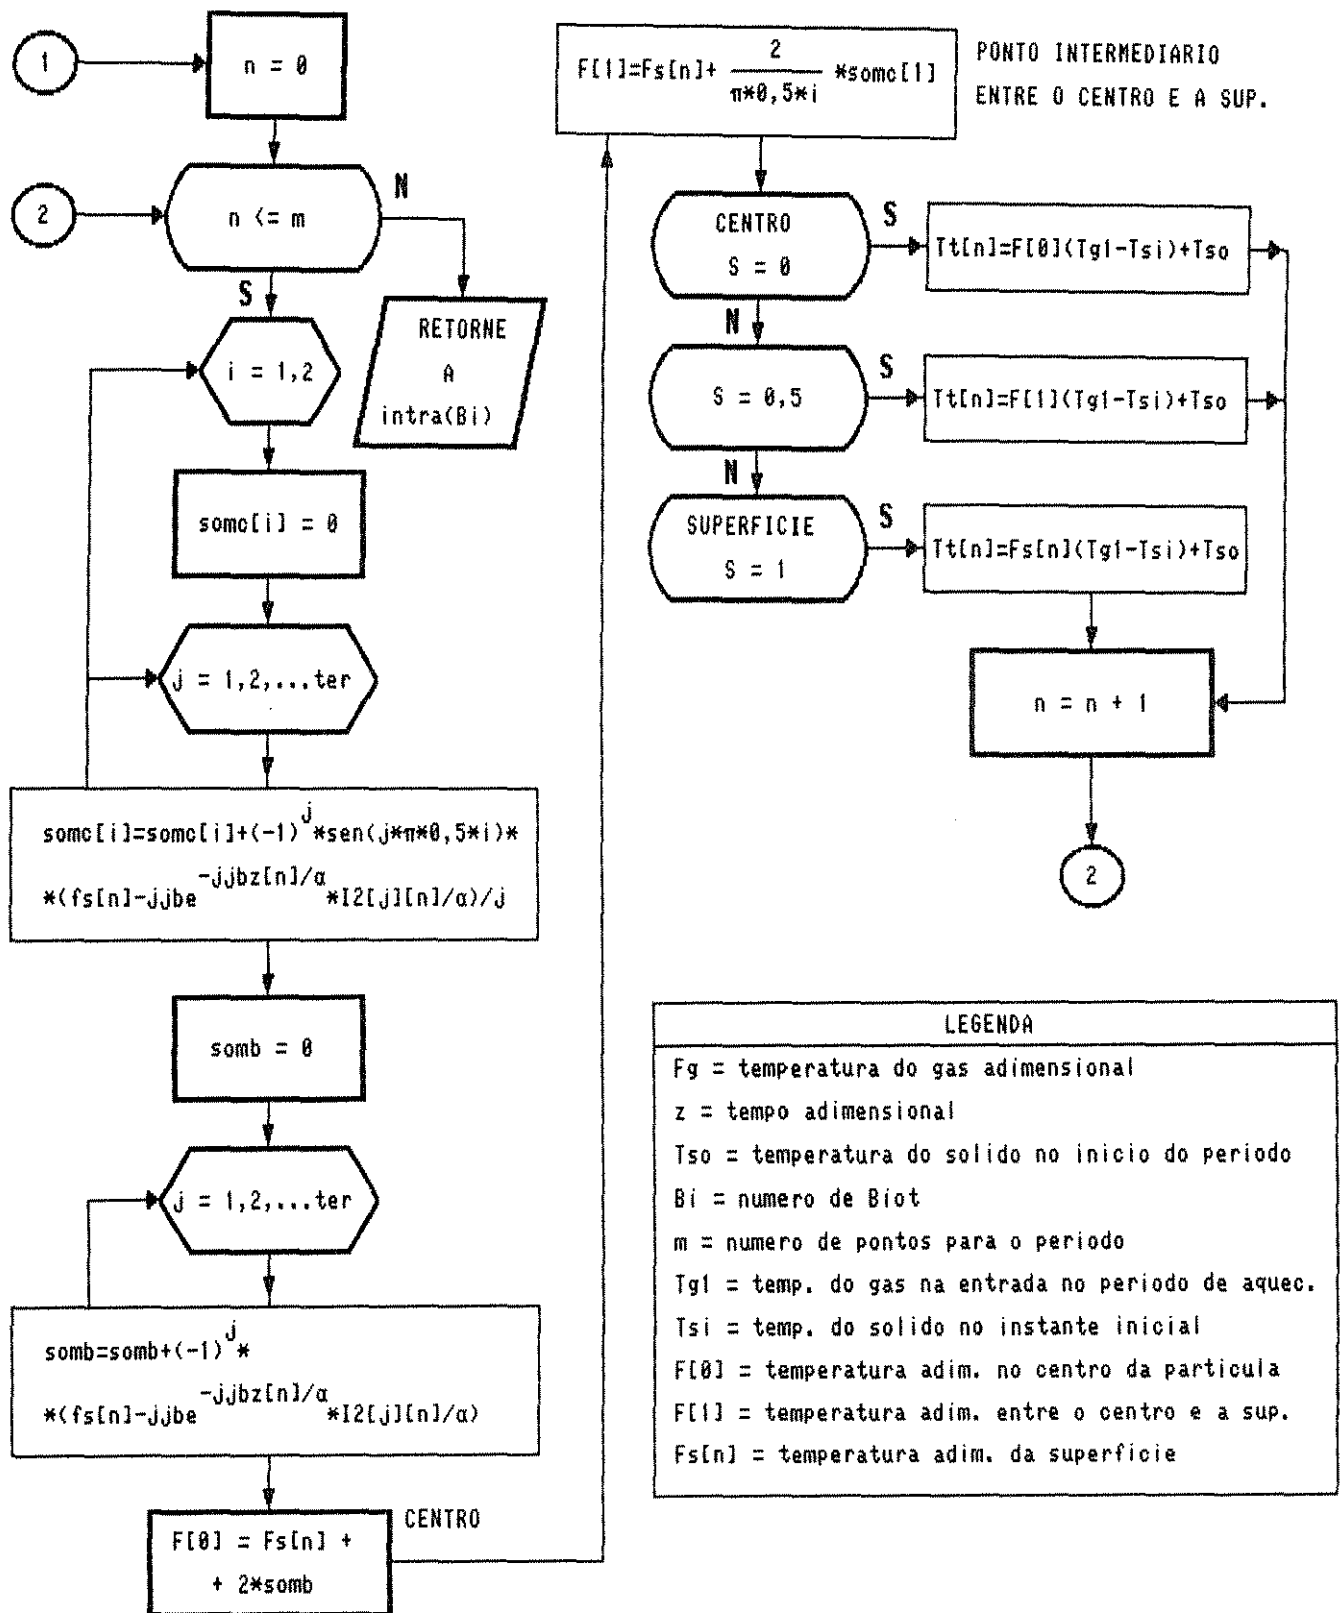 1
n = 0
2
n <= m
N
S
RETORNE
A
intra(Bi)
i = 1,2
somc[i] = 0
j = 1,2,...ter
somc[i]=somc[i]+(-1)^j*sen(j*π*0,5*i)*
*(fs[n]-jjbe^-jjbz[n]/α*I2[j][n]/α)/j
somb = 0
j = 1,2,...ter
somb=somb+(-1)^j*
*(fs[n]-jjbe^-jjbz[n]/α*I2[j][n]/α)
CENTRO
F[0] = Fs[n] +
+ 2*somb
2
F[1]=Fs[n]+ *somc[1]
π*0,5*i
PONTO INTERMEDIARIO
ENTRE O CENTRO E A SUP.
CENTRO
S = 0
S
Tt[n]=F[0](Tg1-Tsi)+Tso
N
S = 0,5
S
Tt[n]=F[1](Tg1-Tsi)+Tso
N
SUPERFICIE
S = 1
S
Tt[n]=Fs[n](Tg1-Tsi)+Tso
n = n + 1
2
LEGENDA
Fg = temperatura do gas adimensional
z = tempo adimensional
Tso = temperatura do solido no inicio do periodo
Bi = numero de Biot
m = numero de pontos para o periodo
Tg1 = temp. do gas na entrada no periodo de aquec.
Tsi = temp. do solido no instante inicial
F[0] = temperatura adim. no centro da particula
F[1] = temperatura adim. entre o centro e a sup.
Fs[n] = temperatura adim. da superficie